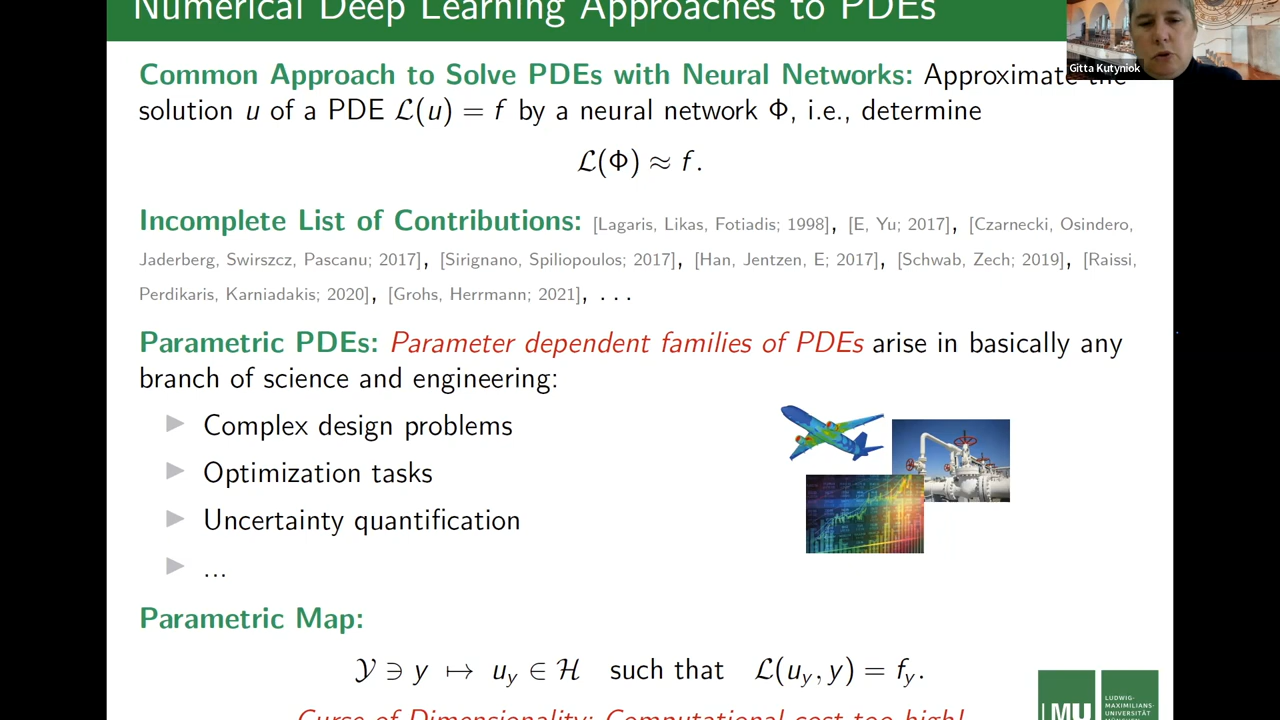 Numerical Deep Learning Approaches to PDEs
Gitta Kutyniok
Common Approach to Solve PDEs with Neural Networks: Approximate the
solution u of a PDE ℒ(u) = f by a neural network Φ, i.e., determine
ℒ(Φ) ≈ f.
Incomplete List of Contributions: [Lagaris, Likas, Fotiadis; 1998], [E, Yu; 2017], [Czarnecki, Osindero,
Jaderberg, Swirszcz, Pascanu; 2017], [Sirignano, Spiliopoulos; 2017], [Han, Jentzen, E; 2017], [Schwab, Zech; 2019], [Raissi,
Perdikaris, Karniadakis; 2020], [Grohs, Herrmann; 2021], . . .
Parametric PDEs: Parameter dependent families of PDEs arise in basically any
branch of science and engineering:
Complex design problems
Optimization tasks
Uncertainty quantification
...
Parametric Map:
𝒴 ∋ y ↦ u_y ∈ ℋ such that ℒ(u_y, y) = f_y.
Curse of Dimensionality: Computational cost too high!
LMU
LUDWIG-
MAXIMILIANS-
UNIVERSITÄT